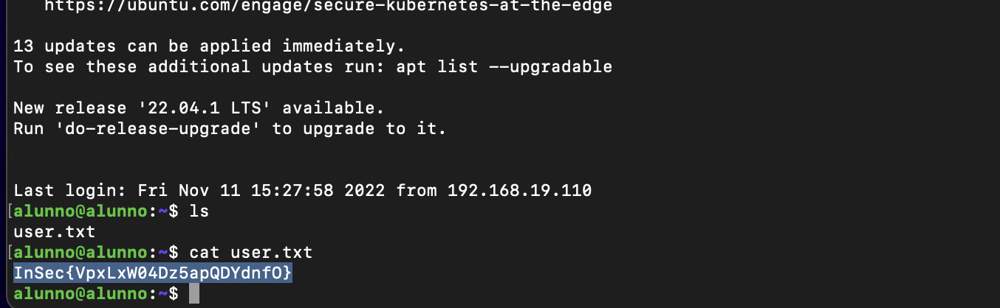 https://ubuntu.com/engage/secure-kubernetes-at-the-edge
13 updates can be applied immediately.
To see these additional updates run: apt list --upgradable
New release '22.04.1 LTS' available.
Run 'do-release-upgrade' to upgrade to it.
Last login: Fri Nov 11 15:27:58 2022 from 192.168.19.110
[alunno@alunno:~$ ls
user.txt
[alunno@alunno:~$ cat user.txt
InSec{VpxLxW04Dz5apQDYdnfO}
alunno@alunno:~$